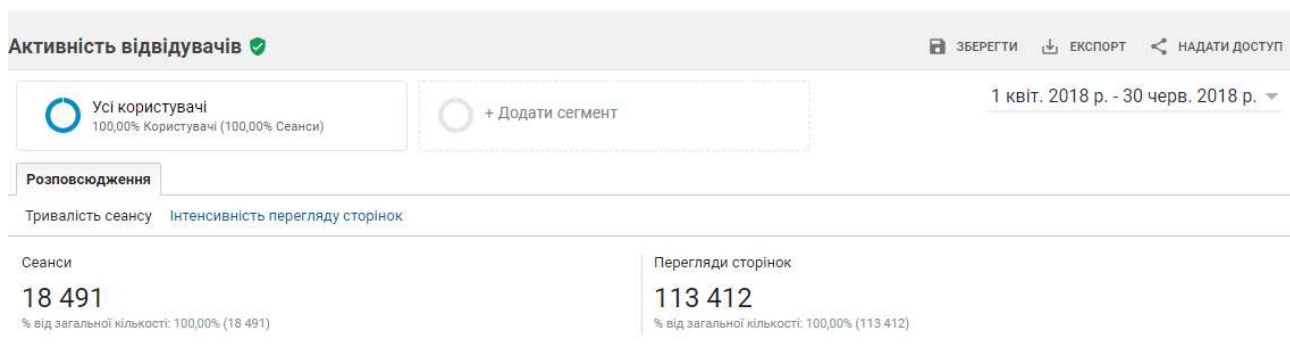 Активність відвідувачів
ЗБЕРЕГТИ ЕКСПОРТ НАДАТИ ДОСТУП
Усі користувачі
100,00% Користувачі (100,00% Сеанси)
+ Додати сегмент
1 квіт. 2018 р. - 30 черв. 2018 р.
Розповсюдження
Тривалість сеансу Інтенсивність перегляду сторінок
Сеанси
18 491
% від загальної кількості: 100,00% (18 491)
Перегляди сторінок
113 412
% від загальної кількості: 100,00% (113 412)